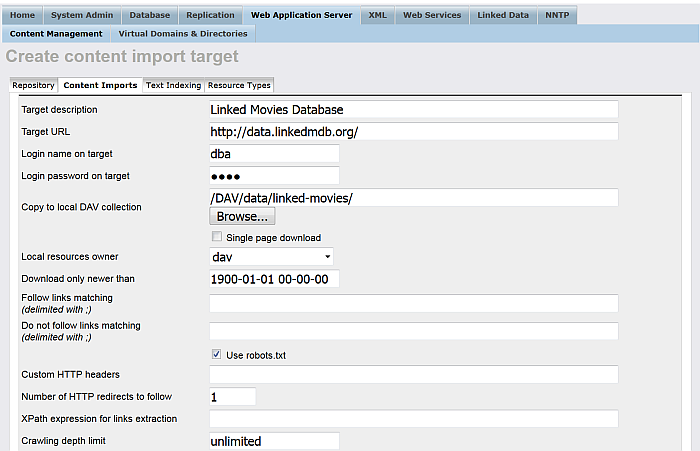 Home System Admin Database Replication Web Application Server XML Web Services Linked Data NNTP
Content Management Virtual Domains & Directories
Create content import target
Repository Content Imports Text Indexing Resource Types
Target description Linked Movies Database
Target URL http://data.linkedmdb.org/
Login name on target dba
Login password on target ●●●●
Copy to local DAV collection /DAV/data/linked-movies/
Browse...
Single page download
Local resources owner dav
Download only newer than 1900-01-01 00-00-00
Follow links matching
(delimited with ;)
Do not follow links matching
(delimited with ;)
Use robots.txt
Custom HTTP headers
Number of HTTP redirects to follow 1
XPath expression for links extraction
Crawling depth limit unlimited